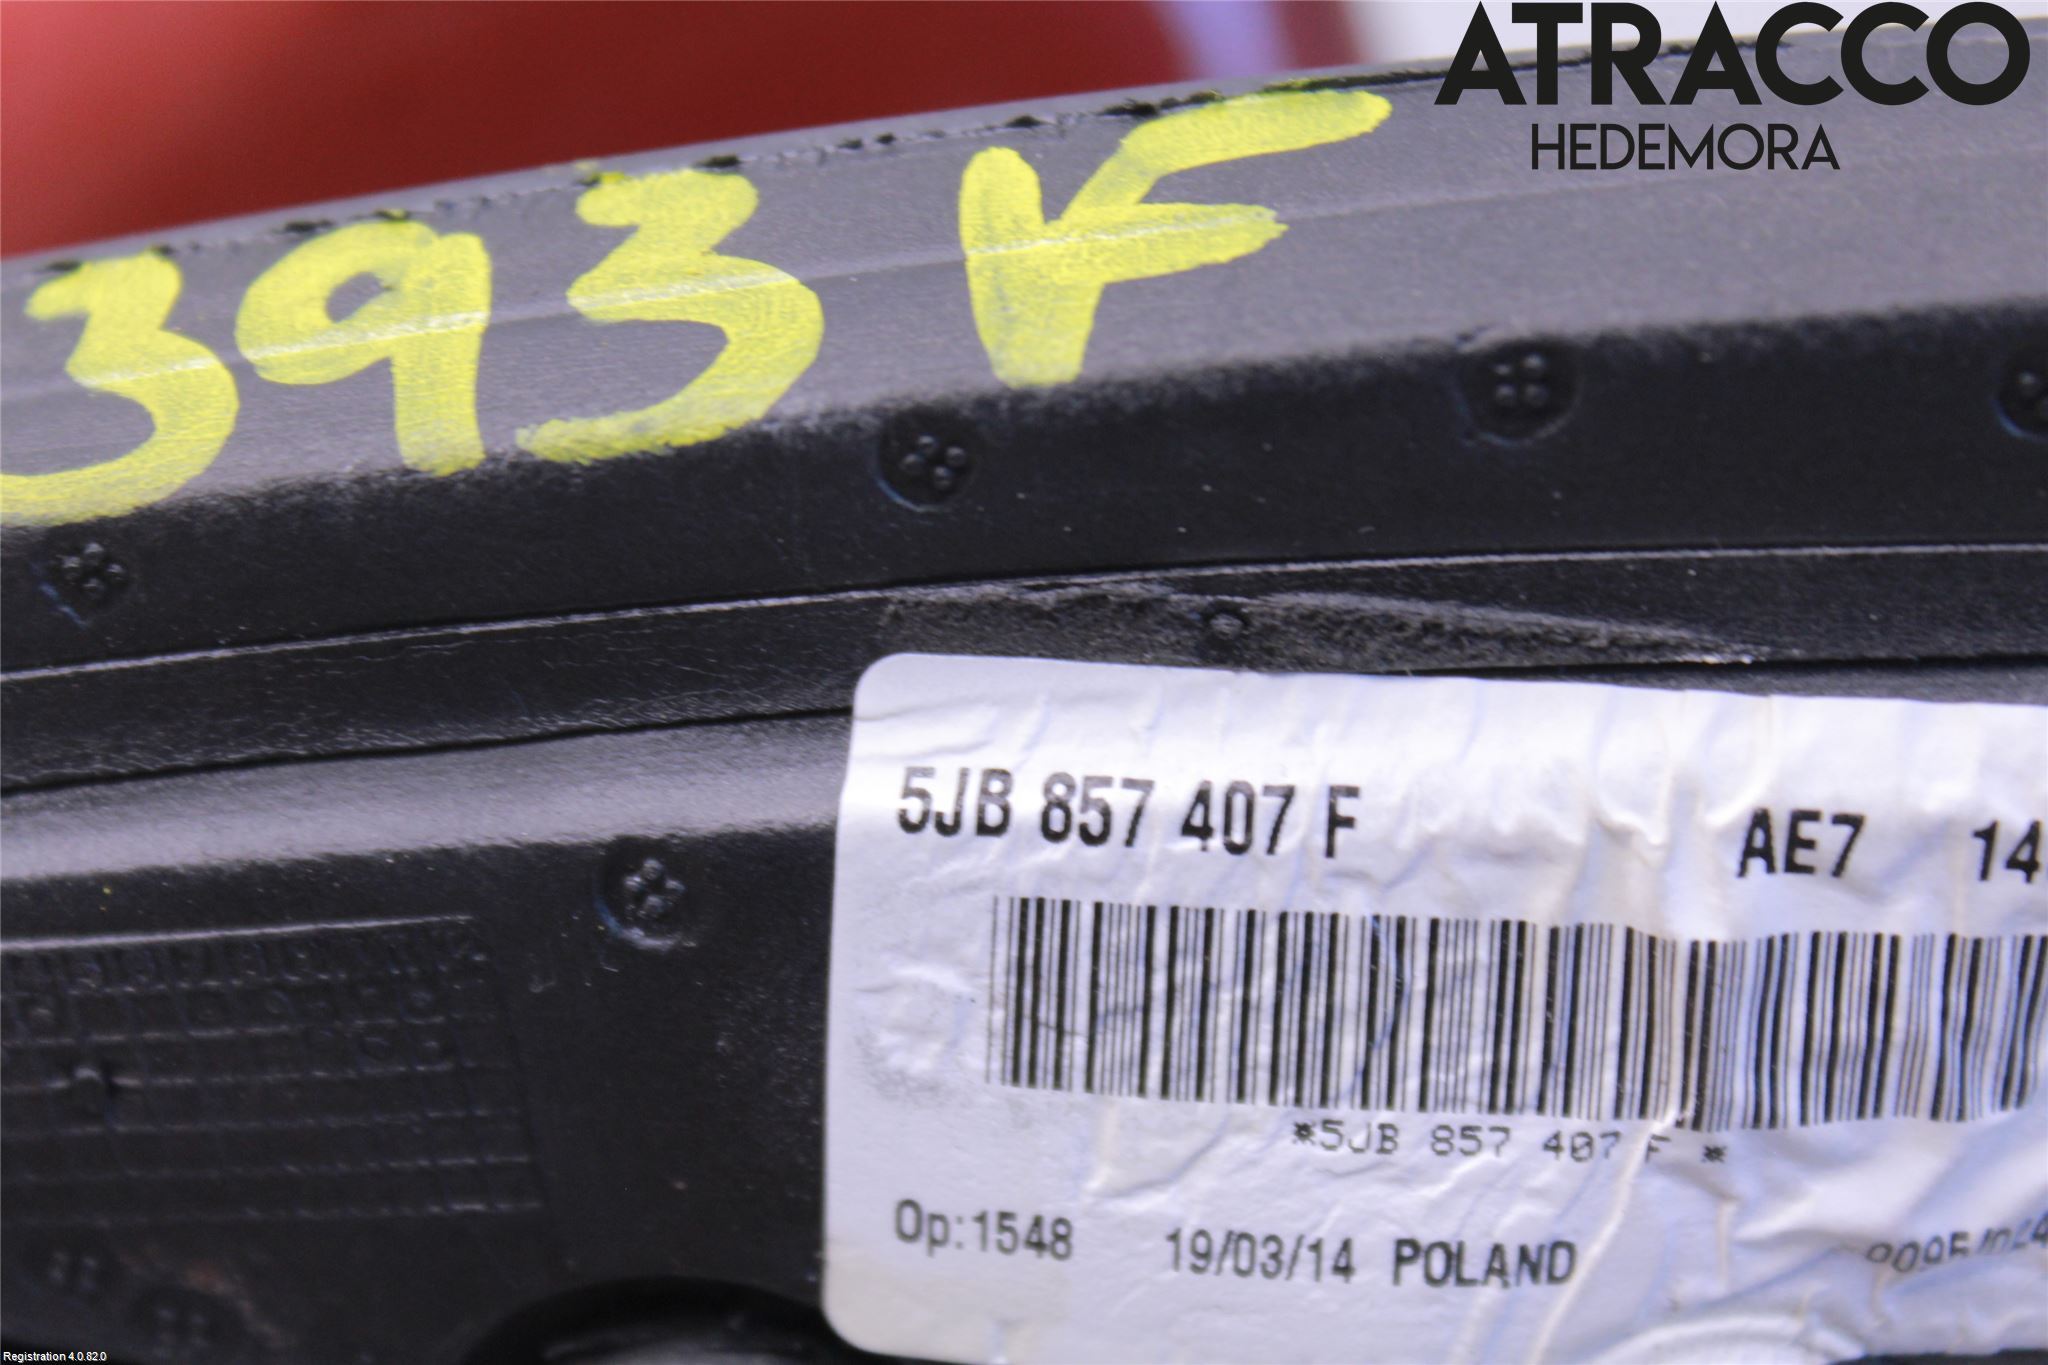 ATRACCO
HEDEMORA
393 F
5JB 857 407 F AE7
*5JB 857 407 F *
Op:1548 19/03/14 POLAND
Registration 4.0.82.0